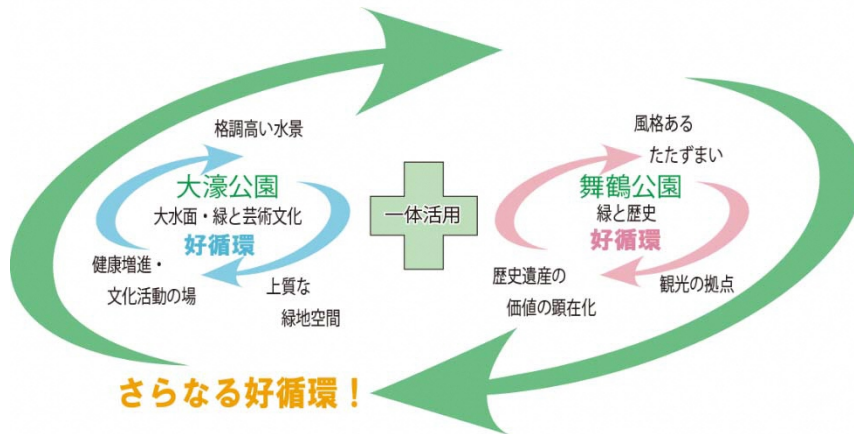 格調高い水景
大濠公園
大水面・緑と芸術文化
好循環
健康増進・
文化活動の場
上質な
緑地空間
一体活用
風格ある
たたずまい
舞鶴公園
緑と歴史
好循環
歴史遺産の
価値の顕在化
観光の拠点
さらなる好循環！